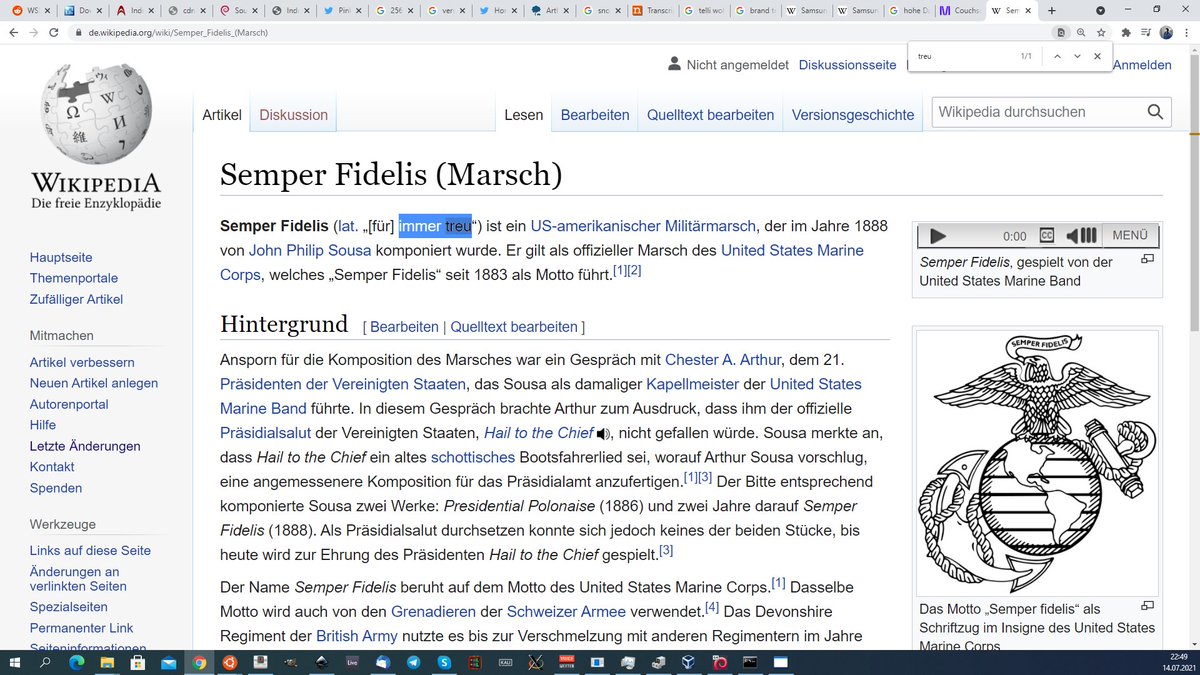 WS
Do
Ind
cdn
Sou
Indi
Pin
256
ver
Ho
Art
sno
Transcri
telli wo
brand t
Samsun
Samsun
hohe D
Couchs
Sem
de.wikipedia.org/wiki/Semper_Fidelis_(Marsch)
treu
1/1
Nicht angemeldet
Diskussionsseite
Anmelden
Artikel
Diskussion
Lesen
Bearbeiten
Quelltext bearbeiten
Versionsgeschichte
Wikipedia durchsuchen
WIKIPEDIA
Die freie Enzyklopädie
Hauptseite
Themenportale
Zufälliger Artikel
Mitmachen
Artikel verbessern
Neuen Artikel anlegen
Autorenportal
Hilfe
Letzte Änderungen
Kontakt
Spenden
Werkzeuge
Links auf diese Seite
Änderungen an
verlinkten Seiten
Spezialseiten
Permanenter Link
Seiteninformationen
Semper Fidelis (Marsch)
Semper Fidelis (lat. „[für] immer treu“) ist ein US-amerikanischer Militärmarsch, der im Jahre 1888
von John Philip Sousa komponiert wurde. Er gilt als offizieller Marsch des United States Marine
Corps, welches „Semper Fidelis“ seit 1883 als Motto führt.[1][2]
Hintergrund [ Bearbeiten | Quelltext bearbeiten ]
Ansporn für die Komposition des Marsches war ein Gespräch mit Chester A. Arthur, dem 21.
Präsidenten der Vereinigten Staaten, das Sousa als damaliger Kapellmeister der United States
Marine Band führte. In diesem Gespräch brachte Arthur zum Ausdruck, dass ihm der offizielle
Präsidialsalut der Vereinigten Staaten, Hail to the Chief, nicht gefallen würde. Sousa merkte an,
dass Hail to the Chief ein altes schottisches Bootsfahrerlied sei, worauf Arthur Sousa vorschlug,
eine angemessenere Komposition für das Präsidialamt anzufertigen.[1][3] Der Bitte entsprechend
komponierte Sousa zwei Werke: Presidential Polonaise (1886) und zwei Jahre darauf Semper
Fidelis (1888). Als Präsidialsalut durchsetzen konnte sich jedoch keines der beiden Stücke, bis
heute wird zur Ehrung des Präsidenten Hail to the Chief gespielt.[3]
Der Name Semper Fidelis beruht auf dem Motto des United States Marine Corps.[1] Dasselbe
Motto wird auch von den Grenadieren der Schweizer Armee verwendet.[4] Das Devonshire
Regiment der British Army nutzte es bis zur Verschmelzung mit anderen Regimentern im Jahre
0:00
CC
MENÜ
Semper Fidelis, gespielt von der
United States Marine Band
SEMPER FIDELIS
Das Motto „Semper fidelis“ als
Schriftzug im Insigne des United States
Marine Corps
22:49
14.07.2021